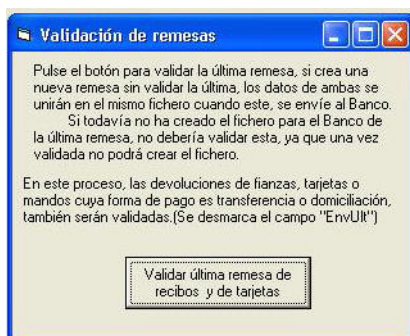 Validación de remesas
Pulse el botón para validar la última remesa, si crea una
nueva remesa sin validar la última, los datos de ambas se
unirán en el mismo fichero cuando este, se envíe al Banco.
Si todavía no ha creado el fichero para el Banco de
la última remesa, no debería validar esta, ya que una vez
validada no podrá crear el fichero.
En este proceso, las devoluciones de fianzas, tarjetas o
mandos cuya forma de pago es transferencia o domiciliación,
también serán validadas.(Se desmarca el campo "EnvUlt")
Validar última remesa de
recibos y de tarjetas